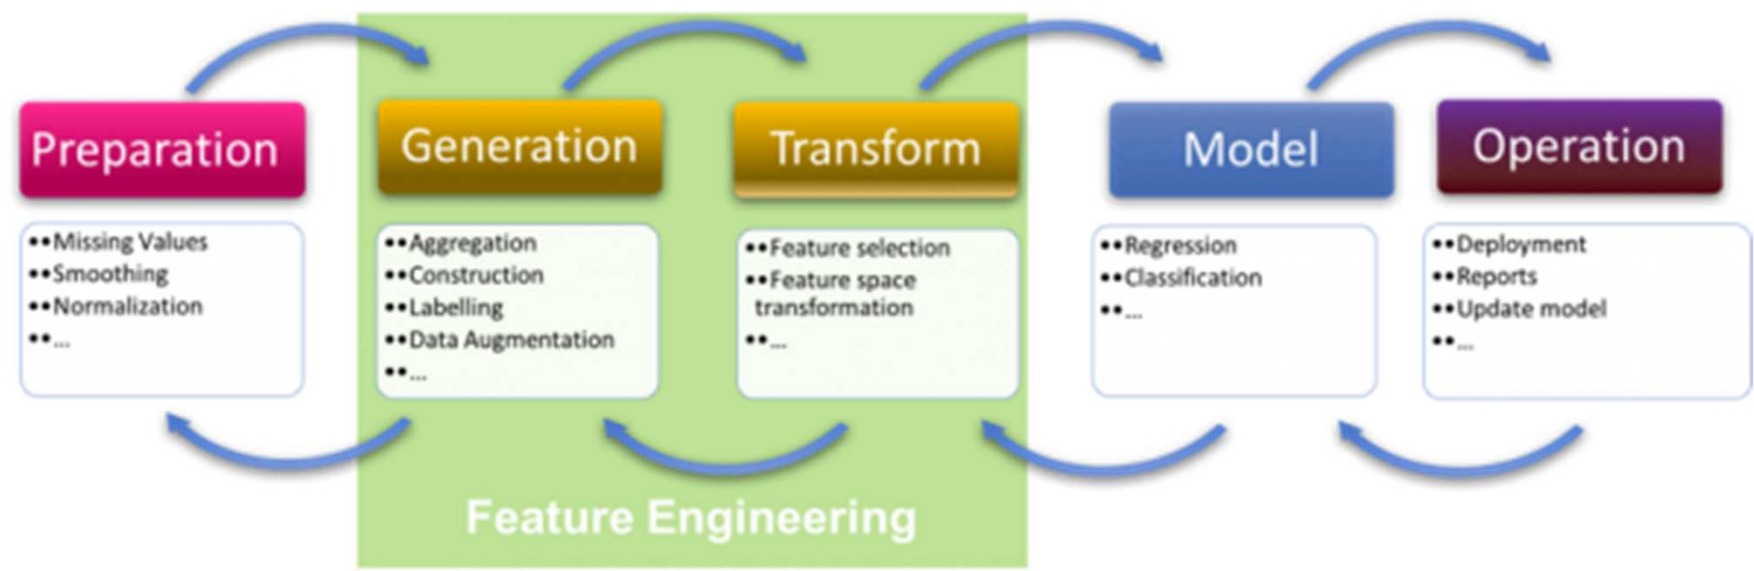 Preparation
••Missing Values
••Smoothing
••Normalization
••...
Generation
••Aggregation
••Construction
••Labelling
••Data Augmentation
••...
Transform
••Feature selection
••Feature space
transformation
••...
Model
••Regression
••Classification
••...
Operation
••Deployment
••Reports
••Update model
••...
Feature Engineering